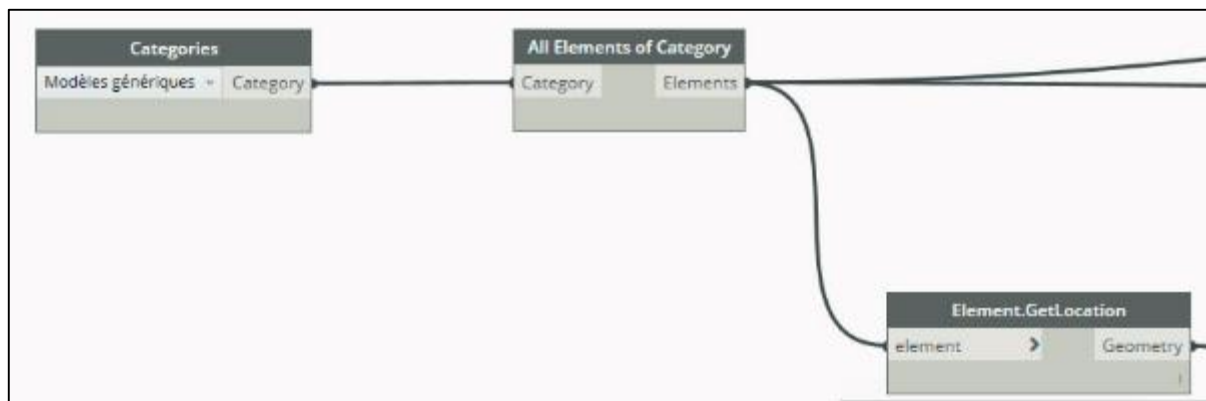 Categories
Modèles génériques Category
All Elements of Category
Category Elements
Element.GetLocation
element Geometry